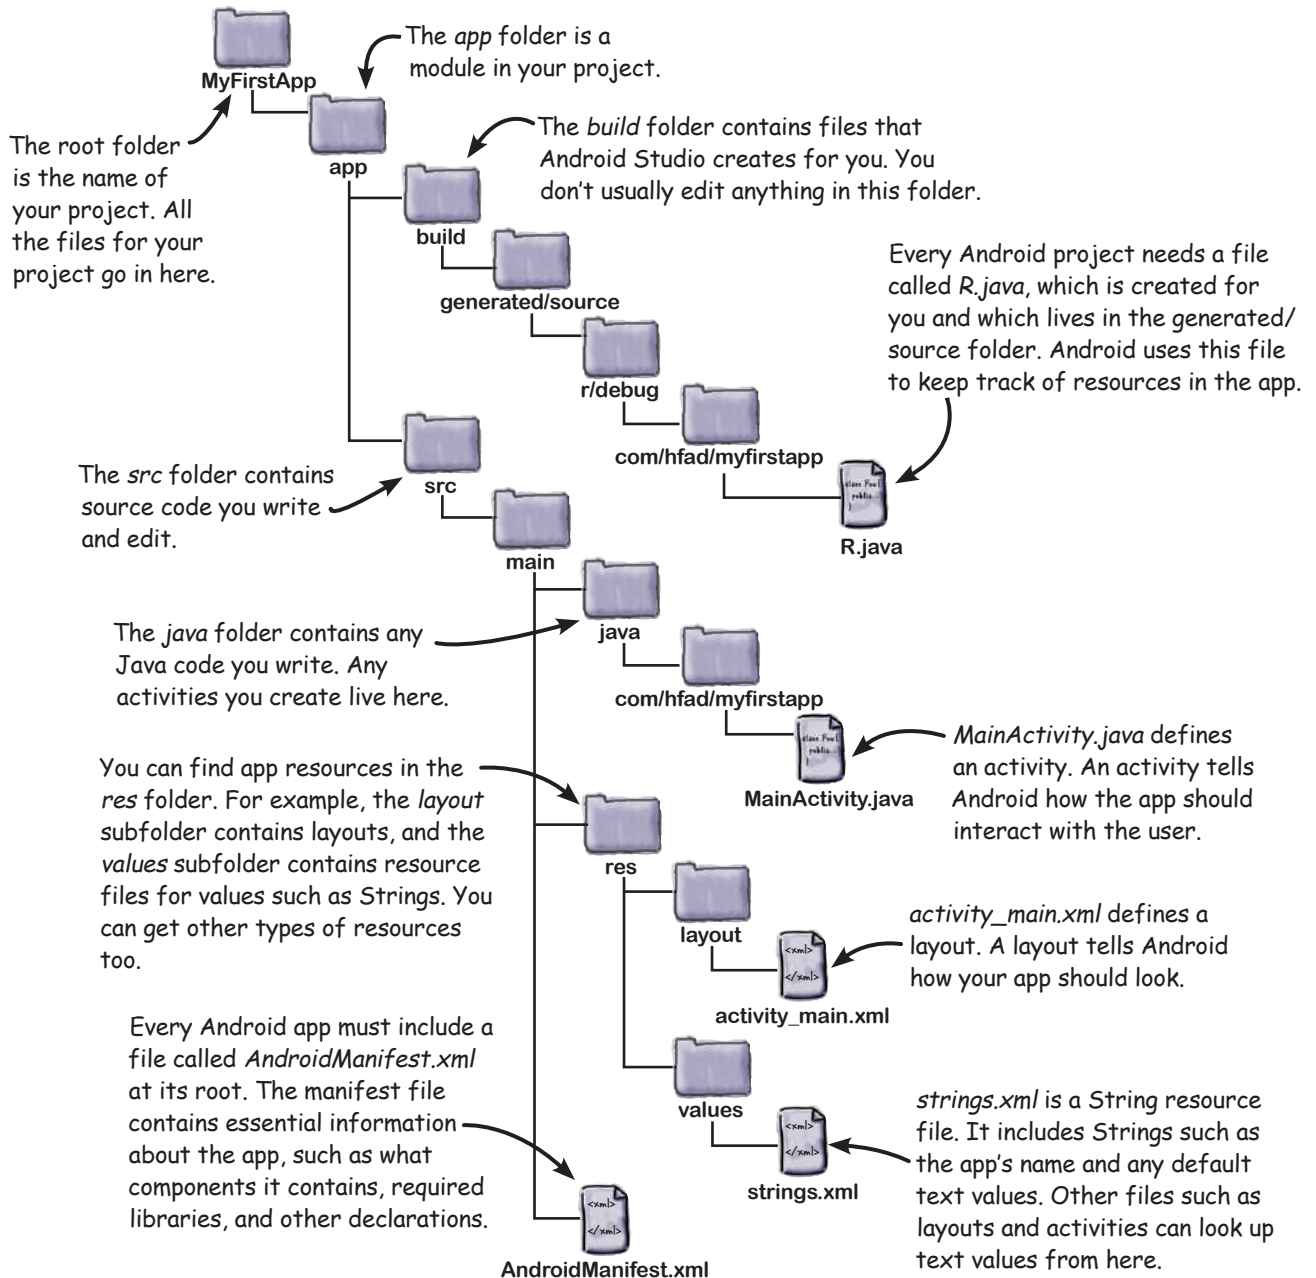 MyFirstApp
The app folder is a
module in your project.
The root folder
is the name of
your project. All
the files for your
project go in here.
app
The build folder contains files that
Android Studio creates for you. You
don't usually edit anything in this folder.
build
generated/source
r/debug
com/hfad/myfirstapp
Every Android project needs a file
called R.java, which is created for
you and which lives in the generated/
source folder. Android uses this file
to keep track of resources in the app.
R.java
The src folder contains
source code you write
and edit.
src
main
The java folder contains any
Java code you write. Any
activities you create live here.
java
com/hfad/myfirstapp
public...
MainActivity.java
MainActivity.java defines
an activity. An activity tells
Android how the app should
interact with the user.
You can find app resources in the
res folder. For example, the layout
subfolder contains layouts, and the
values subfolder contains resource
files for values such as Strings. You
can get other types of resources
too.
res
layout
<xml>
</xml>
activity_main.xml
activity_main.xml defines a
layout. A layout tells Android
how your app should look.
values
<xml>
</xml>
strings.xml
strings.xml is a String resource
file. It includes Strings such as
the app's name and any default
text values. Other files such as
layouts and activities can look up
text values from here.
Every Android app must include a
file called AndroidManifest.xml
at its root. The manifest file
contains essential information
about the app, such as what
components it contains, required
libraries, and other declarations.
<xml>
</xml>
AndroidManifest.xml